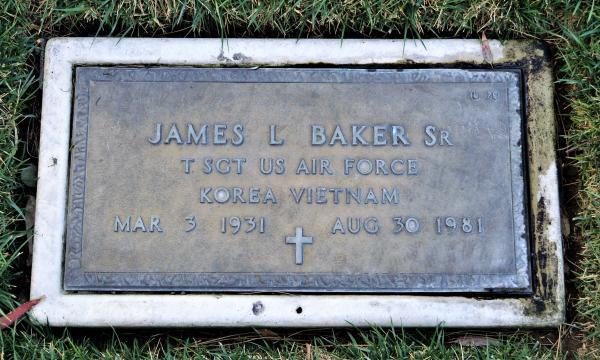 JAMES L BAKER SR
T SGT US AIR FORCE
KOREA VIETNAM
MAR 3 1931 AUG 30 1981